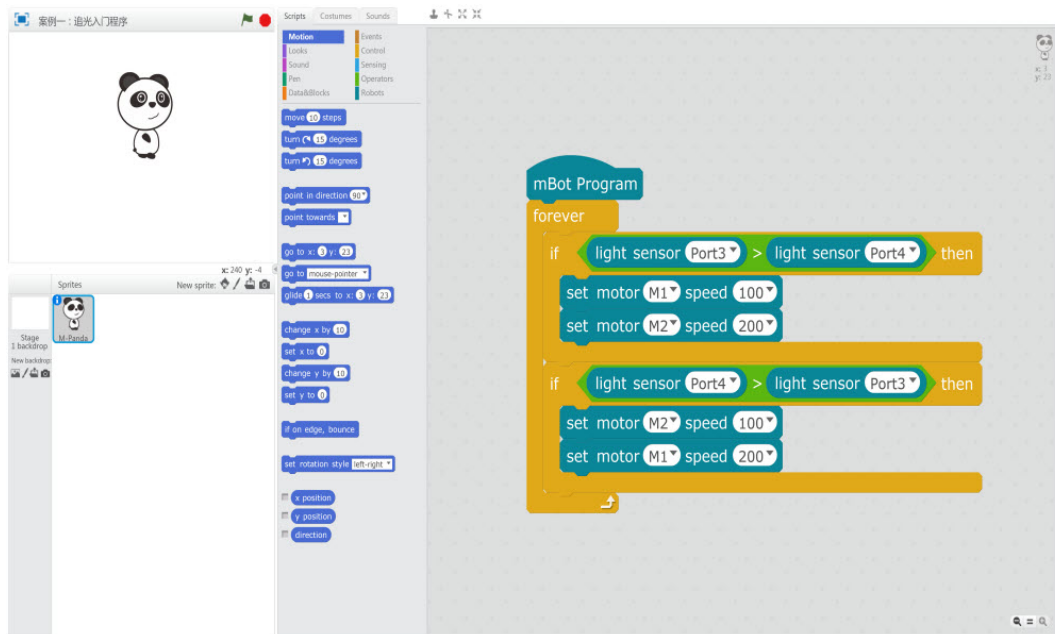 案例一：追光入门程序
x: 240 y: -4
Sprites
New sprite:
Stage
1 backdrop
New backdrop:
M-Panda
Scripts Costumes Sounds
Motion Events
Looks Control
Sound Sensing
Pen Operators
Data&Blocks Robots
move 10 steps
turn 15 degrees
turn 15 degrees
point in direction 90
point towards
go to x: 3 y: 23
go to mouse-pointer
glide 1 secs to x: 3 y: 23
change x by 10
set x to 0
change y by 10
set y to 0
if on edge, bounce
set rotation style left-right
x position
y position
direction
x: 3
y: 23
mBot Program
forever
if light sensor Port3 > light sensor Port4 then
set motor M1 speed 100
set motor M2 speed 200
if light sensor Port4 > light sensor Port3 then
set motor M2 speed 100
set motor M1 speed 200